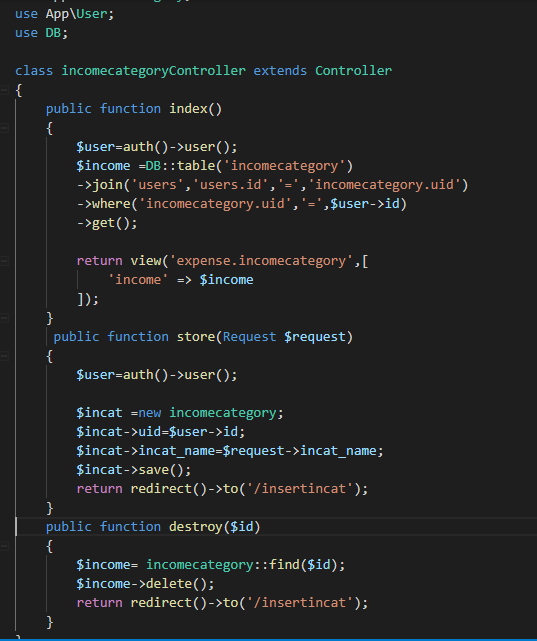 use App\User;
use DB;
class incomecategoryController extends Controller
{
public function index()
{
$user=auth()->user();
$income =DB::table('incomecategory')
->join('users','users.id','=','incomecategory.uid')
->where('incomecategory.uid','=',$user->id)
->get();
return view('expense.incomecategory',[
'income' => $income
]);
}
public function store(Request $request)
{
$user=auth()->user();
$incat =new incomecategory;
$incat->uid=$user->id;
$incat->incat_name=$request->incat_name;
$incat->save();
return redirect()->to('/insertincat');
}
public function destroy($id)
{
$income= incomecategory::find($id);
$income->delete();
return redirect()->to('/insertincat');
}